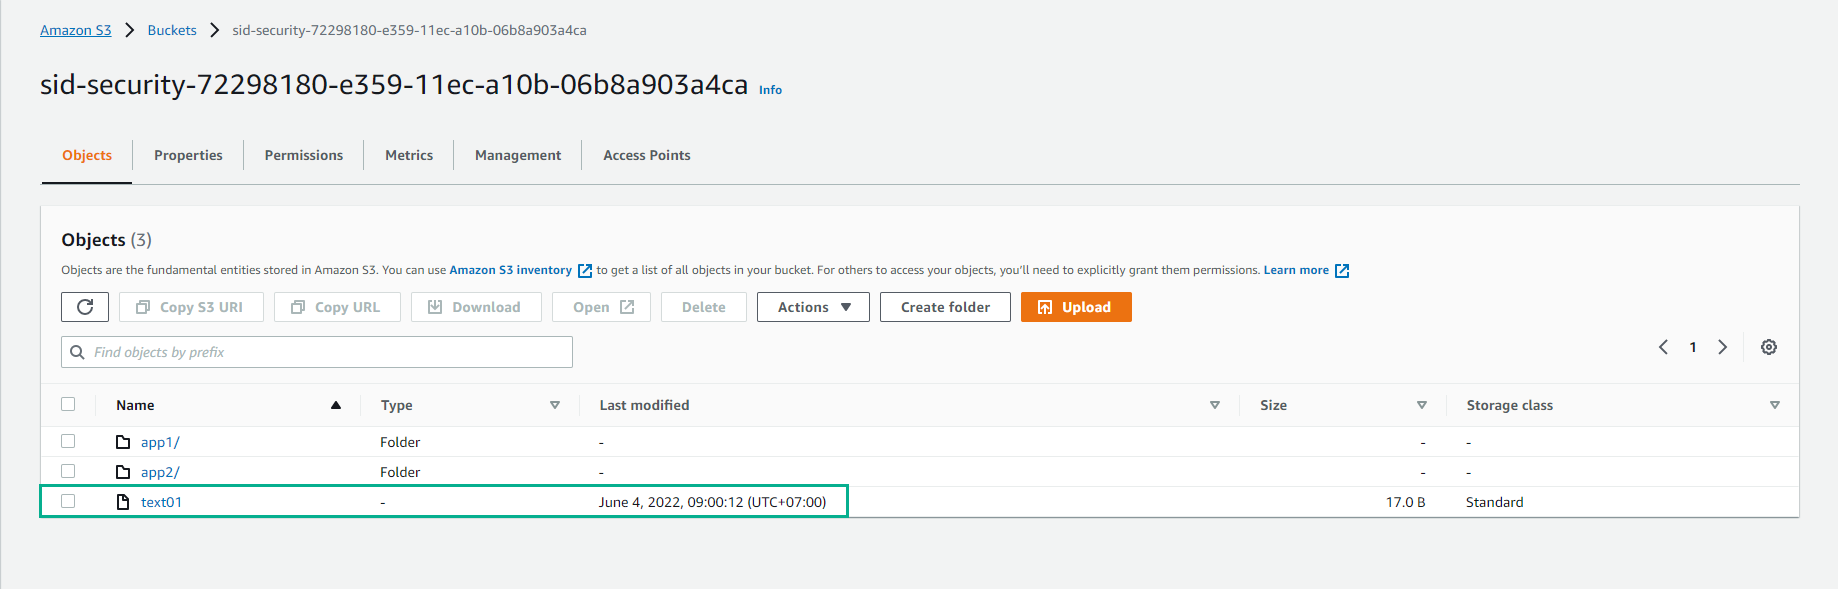 Amazon S3 > Buckets > sid-security-72298180-e359-11ec-a10b-06b8a903a4ca
sid-security-72298180-e359-11ec-a10b-06b8a903a4ca Info
Objects Properties Permissions Metrics Management Access Points
Objects (3)
Objects are the fundamental entities stored in Amazon S3. You can use Amazon S3 inventory to get a list of all objects in your bucket. For others to access your objects, you'll need to explicitly grant them permissions. Learn more
Copy S3 URI Copy URL Download Open Delete Actions Create folder Upload
Find objects by prefix 1
Name Type Last modified Size Storage class
app1/ Folder - - -
app2/ Folder - - -
text01 - June 4, 2022, 09:00:12 (UTC+07:00) 17.0 B Standard